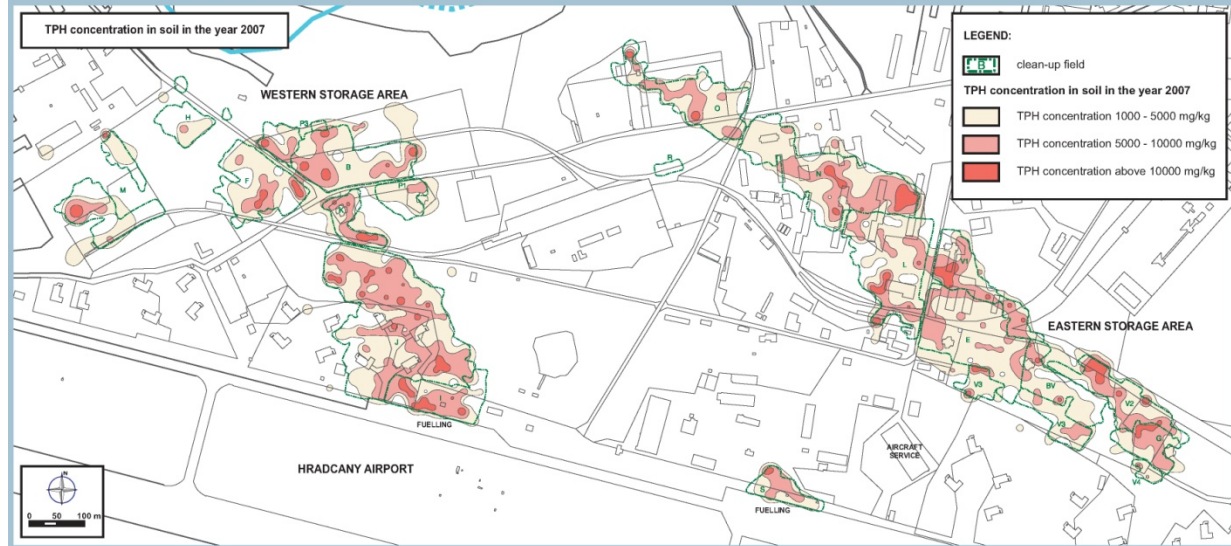 TPH concentration in soil in the year 2007
LEGEND:
B
clean-up field
TPH concentration in soil in the year 2007
TPH concentration 1000 - 5000 mg/kg
TPH concentration 5000 - 10000 mg/kg
TPH concentration above 10000 mg/kg
WESTERN STORAGE AREA
O
H
P3
B
R
N
M
F
P1
K
L
V1
EASTERN STORAGE AREA
J
E
V3
BV
V2
I
V3
G
FUELLING
AIRCRAFT
SERVICE
HRADCANY AIRPORT
V4
S
FUELLING
N
0 50 100 m